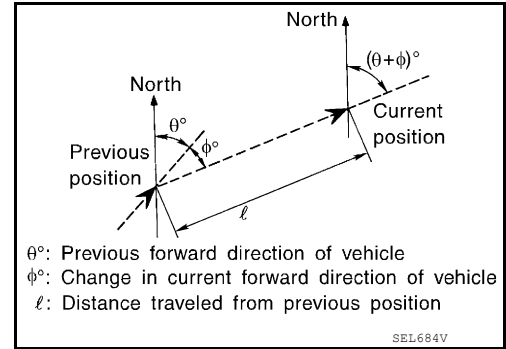 North
(θ+ϕ)°
North
θ°
ϕ°
Previous
position
Current
position
ℓ
θ°: Previous forward direction of vehicle
ϕ°: Change in current forward direction of vehicle
ℓ: Distance traveled from previous position
SEL684V